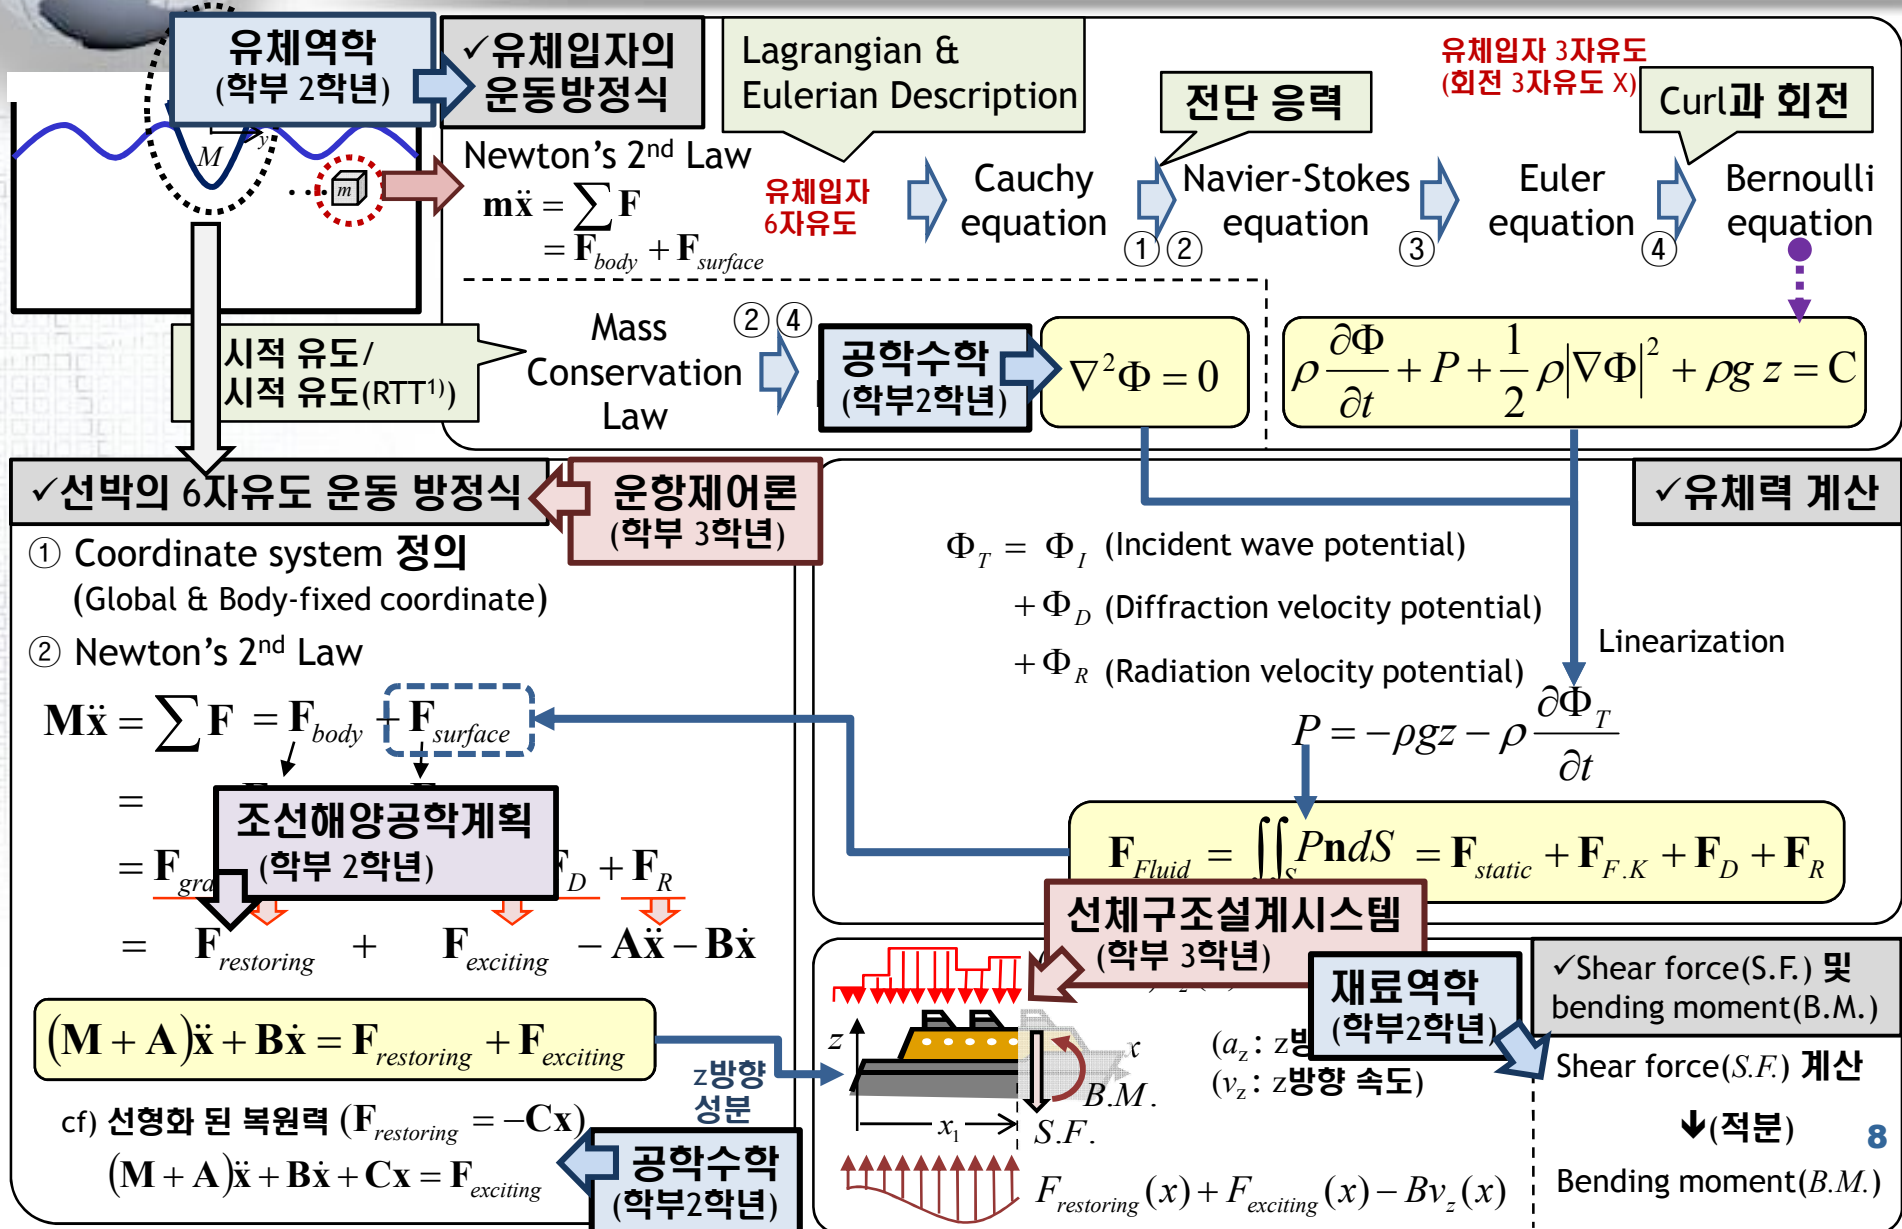 유체역학
(학부 2학년)
✓유체입자의
운동방정식
Lagrangian &
Eulerian Description
전단 응력
유체입자 3자유도
(회전 3자유도 X)
Curl과 회전
M
y
m
Newton's 2nd Law
mẍ = ∑F
= F_body + F_surface
유체입자
6자유도
Cauchy
equation
① ②
Navier-Stokes
equation
③
Euler
equation
④
Bernoulli
equation
시적 유도/
시적 유도(RTT1))
Mass
Conservation
Law
② ④
공학수학
(학부2학년)
∇²Φ = 0
ρ ∂Φ/∂t + P + 1/2 ρ|∇Φ|² + ρg z = C
✓선박의 6자유도 운동 방정식
운항제어론
(학부 3학년)
① Coordinate system 정의
(Global & Body-fixed coordinate)
② Newton's 2nd Law
Mẍ = ∑F = F_body + F_surface
=
조선해양공학계획
(학부 2학년)
= F_gra F_D + F_R
= F_restoring + F_exciting − Aẍ − Bẋ
(M + A)ẍ + Bẋ = F_restoring + F_exciting
z방향
성분
cf) 선형화 된 복원력 (F_restoring = −Cx)
(M + A)ẍ + Bẋ + Cx = F_exciting
공학수학
(학부2학년)
✓유체력 계산
Φ_T = Φ_I (Incident wave potential)
+ Φ_D (Diffraction velocity potential)
+ Φ_R (Radiation velocity potential)
Linearization
P = −ρgz − ρ ∂Φ_T/∂t
F_Fluid = ∬_S PndS = F_static + F_F.K + F_D + F_R
선체구조설계시스템
(학부 3학년)
재료역학
(학부2학년)
✓Shear force(S.F.) 및
bending moment(B.M.)
z
x
(a_z : z방
(v_z : z방향 속도)
B.M.
x₁
S.F.
F_restoring(x) + F_exciting(x) − Bv_z(x)
Shear force(S.F.) 계산
↓(적분)
Bending moment(B.M.)
8